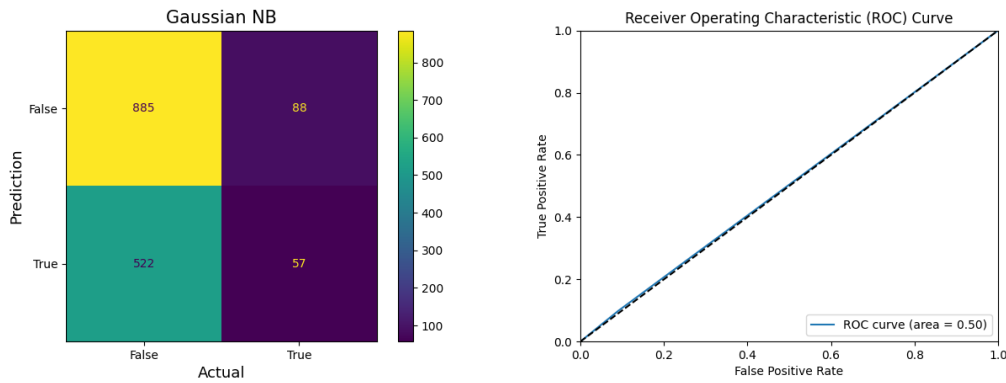 Gaussian NB
False
True
Prediction
885
88
522
57
False
True
Actual
800
700
600
500
400
300
200
100
Receiver Operating Characteristic (ROC) Curve
1.0
0.8
0.6
0.4
0.2
0.0
True Positive Rate
ROC curve (area = 0.50)
0.0
0.2
0.4
0.6
0.8
1.0
False Positive Rate